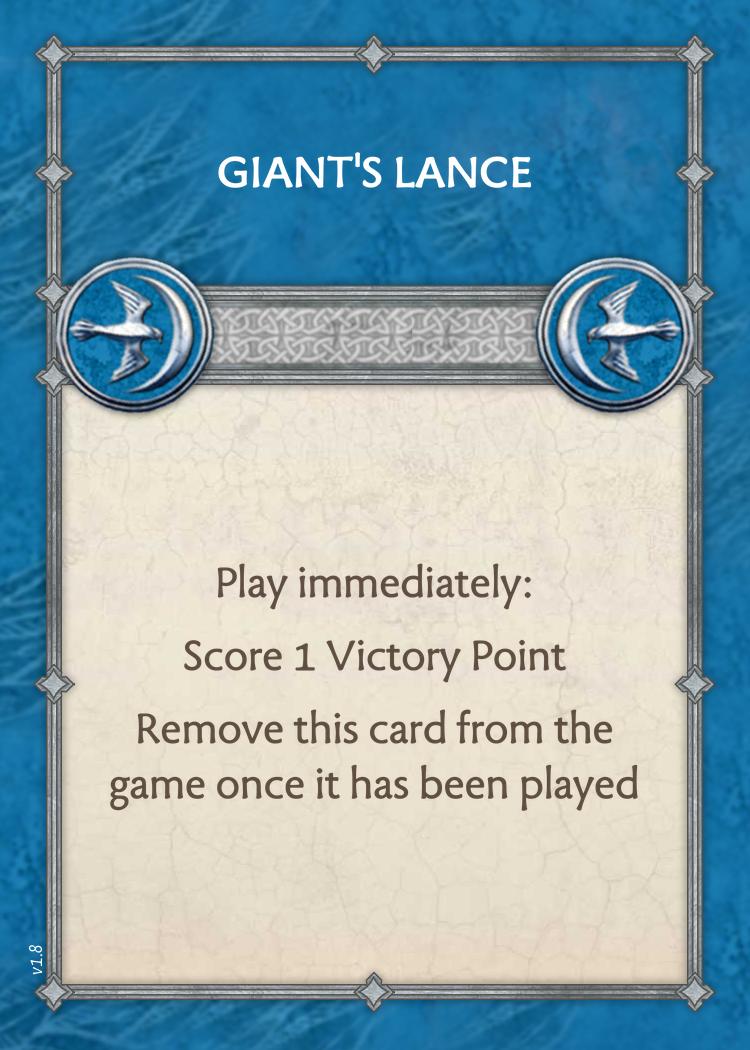 GIANT'S LANCE
Play immediately:
Score 1 Victory Point
Remove this card from the
game once it has been played
v1.8